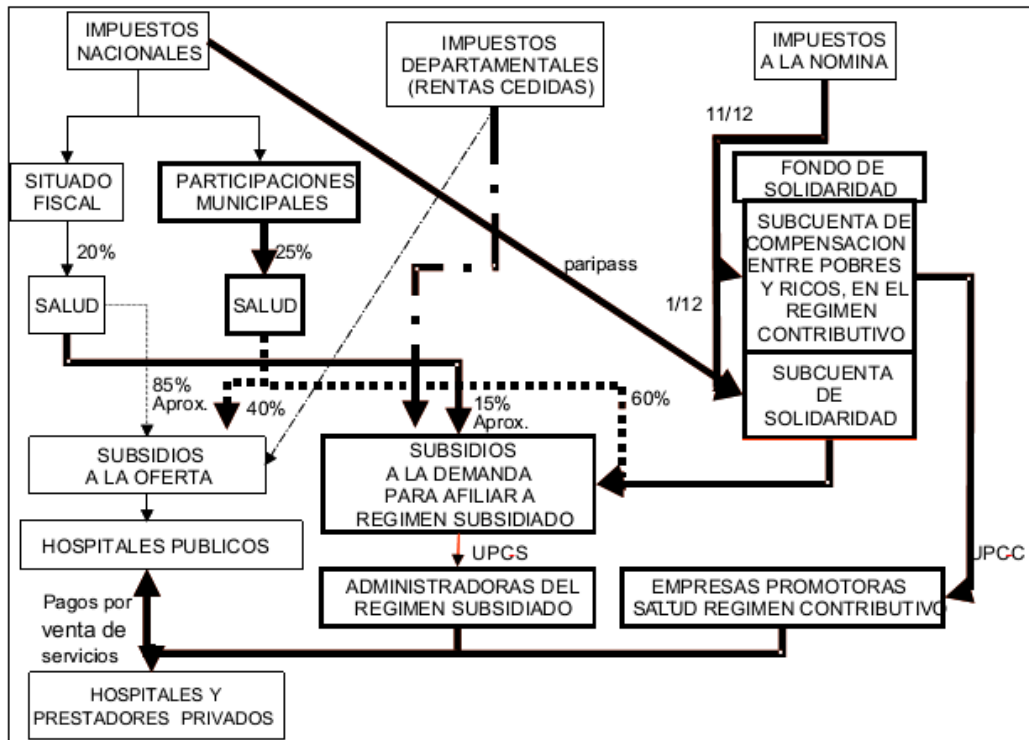 IMPUESTOS
NACIONALES
IMPUESTOS
DEPARTAMENTALES
(RENTAS CEDIDAS)
IMPUESTOS
A LA NOMINA
11/12
SITUADO
FISCAL
PARTICIPACIONES
MUNICIPALES
FONDO DE
SOLIDARIDAD
SUBCUENTA DE
COMPENSACION
ENTRE POBRES
Y RICOS, EN EL
REGIMEN
CONTRIBUTIVO
20%
25%
paripass
1/12
SALUD
SALUD
SUBCUENTA
DE
SOLIDARIDAD
85%
Aprox.
40%
15%
Aprox.
60%
SUBSIDIOS
A LA OFERTA
SUBSIDIOS
A LA DEMANDA
PARA AFILIAR A
REGIMEN SUBSIDIADO
HOSPITALES PUBLICOS
UPC-S
UPC-C
ADMINISTRADORAS DEL
REGIMEN SUBSIDIADO
EMPRESAS PROMOTORAS
SALUD REGIMEN CONTRIBUTIVO
Pagos por
venta de
servicios
HOSPITALES Y
PRESTADORES PRIVADOS